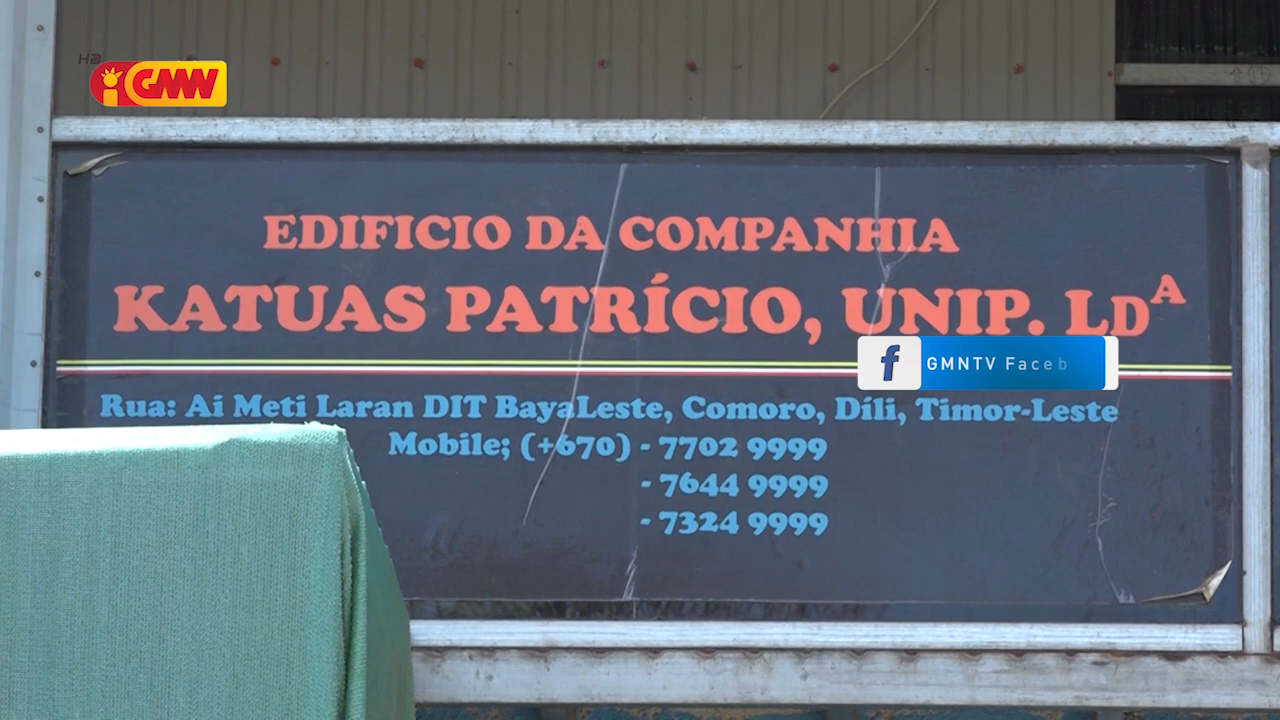 HD
GMN
EDIFICIO DA COMPANHIA
KATUAS PATRÍCIO, UNIP. LDA
GMNTV Faceb
Rua: Ai Meti Laran DIT BayaLeste, Comoro, Díli, Timor-Leste
Mobile; (+670) - 7702 9999
- 7644 9999
- 7324 9999